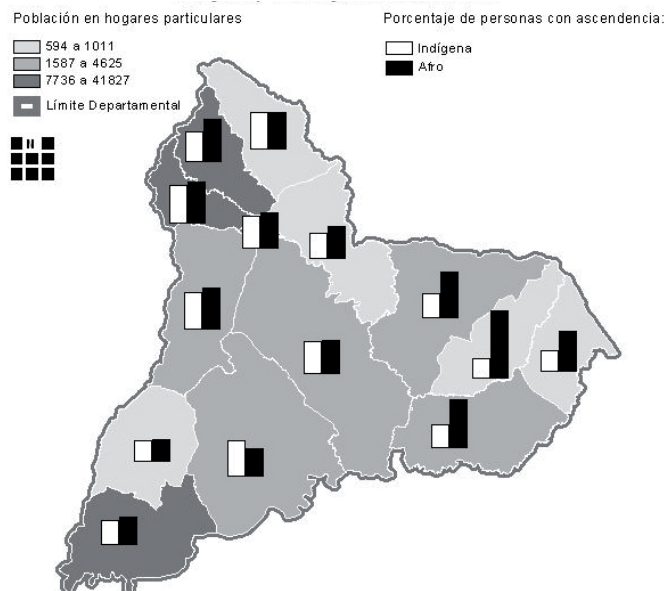 Población en hogares particulares
594 a 1011
1587 a 4625
7736 a 41827
Límite Departamental
N
Porcentaje de personas con ascendencia:
Indígena
Afro